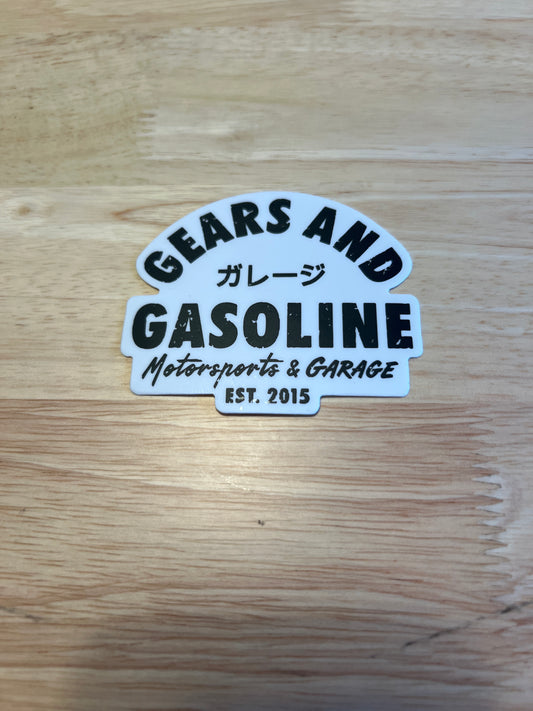 GEARS AND
ガレージ
GASOLINE
Motorsports & GARAGE
EST. 2015